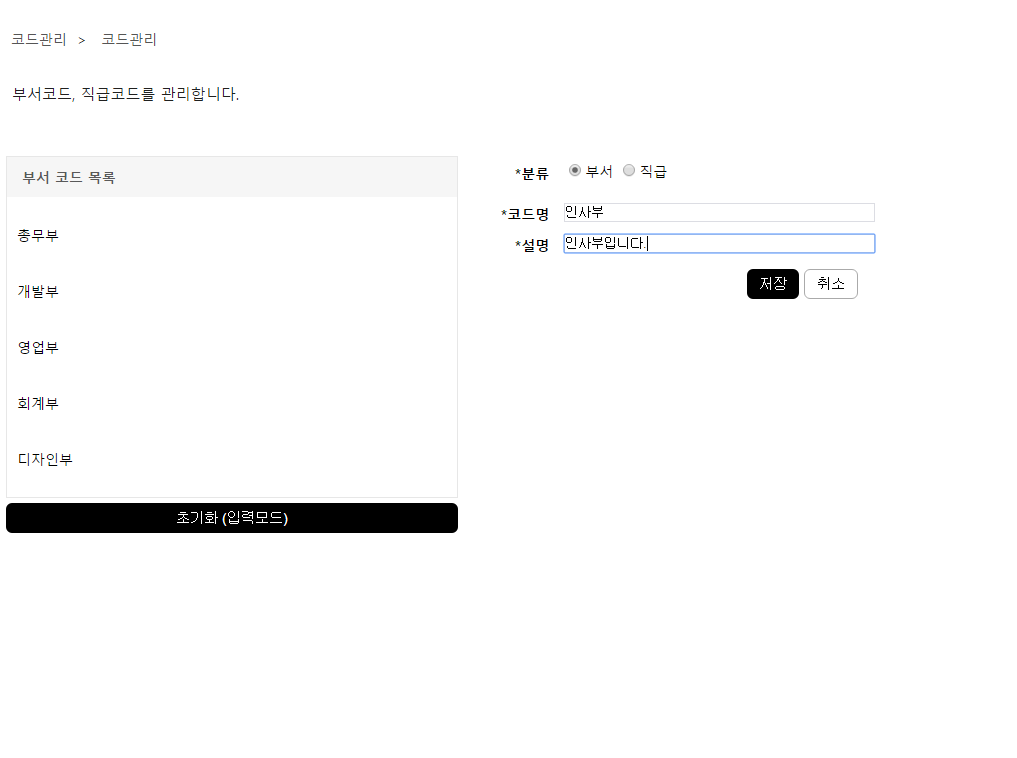 코드관리 > 코드관리
부서코드, 직급코드를 관리합니다.
부서 코드 목록
총무부
개발부
영업부
회계부
디자인부
초기화 (입력모드)
*분류 부서 직급
*코드명 인사부
*설명 인사부입니다.
저장 취소